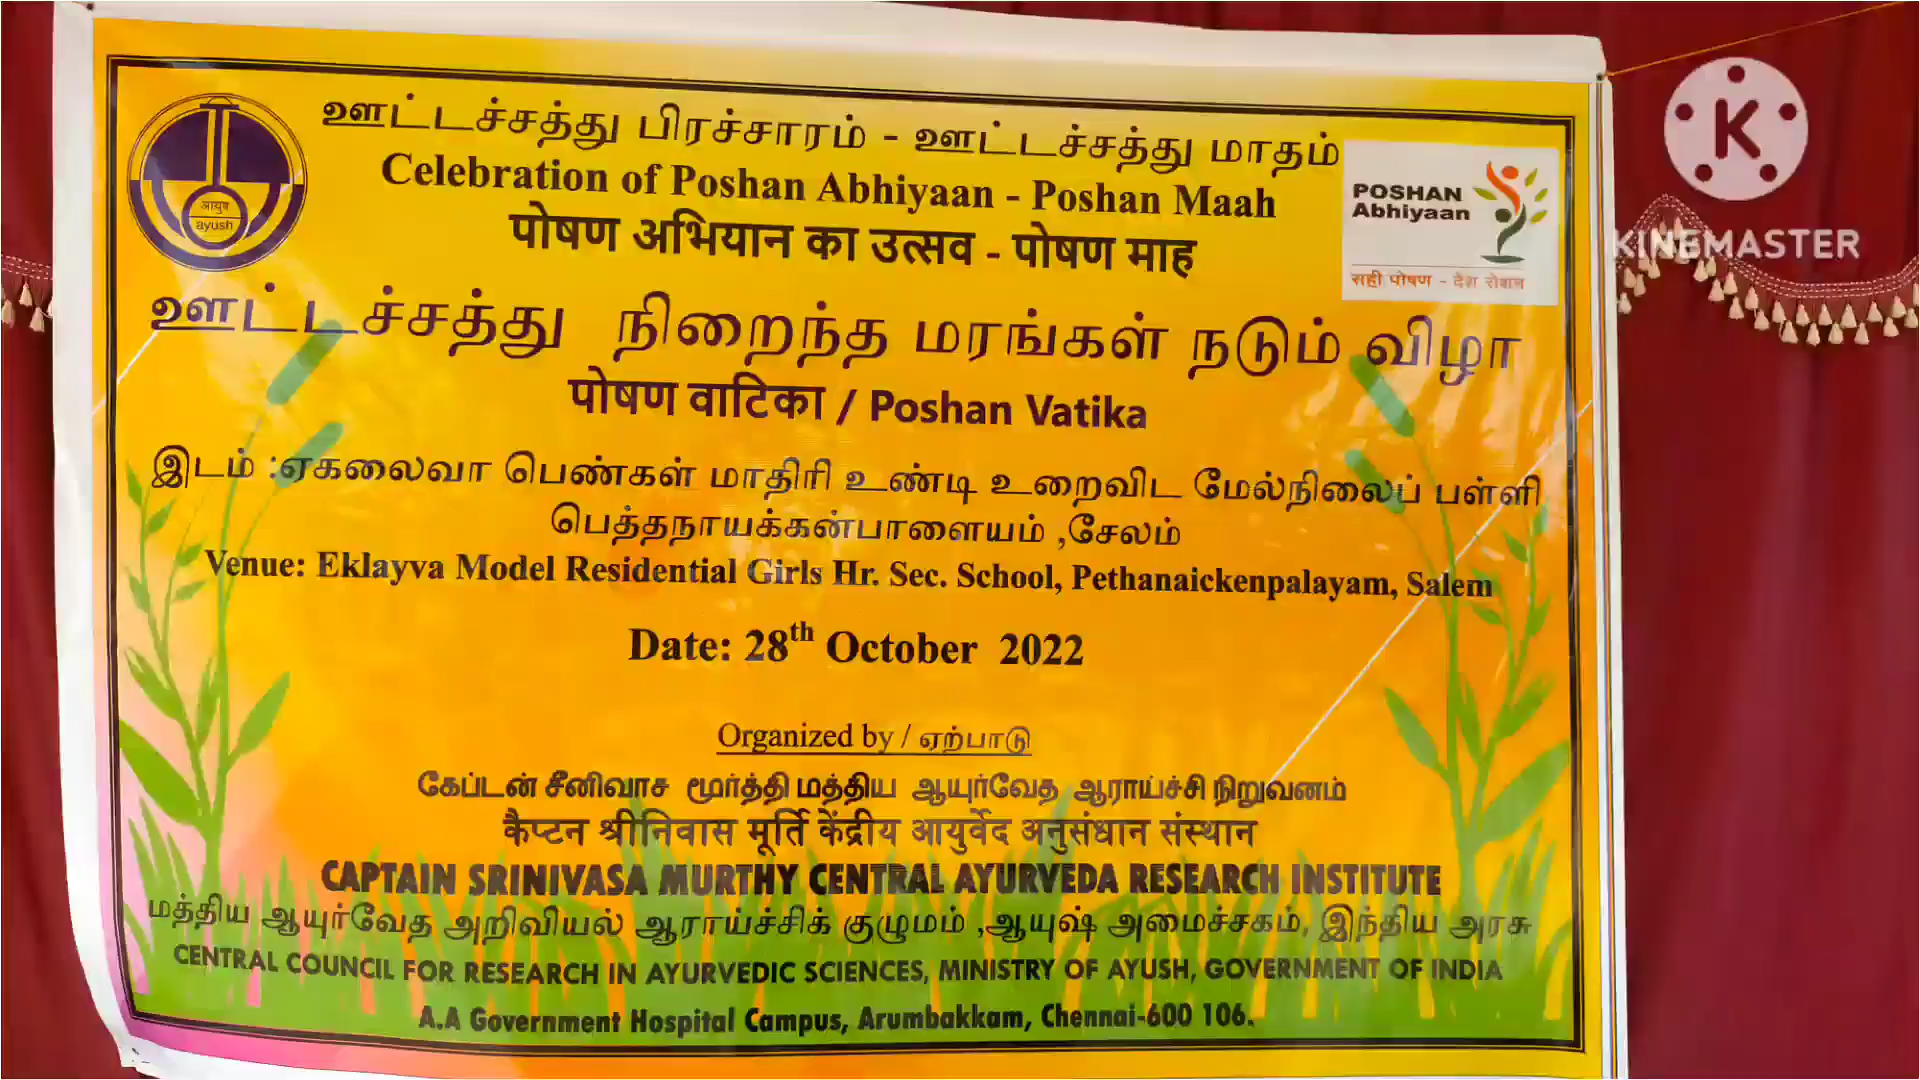 ஊட்டச்சத்து பிரச்சாரம் - ஊட்டச்சத்து மாதம்
Celebration of Poshan Abhiyaan - Poshan Maah
पोषण अभियान का उत्सव - पोषण माह
आयुष
ayush
POSHAN
Abhiyaan
सही पोषण - देश रोशन
K
KINEMASTER
ஊட்டச்சத்து நிறைந்த மரங்கள் நடும் விழா
पोषण वाटिका / Poshan Vatika
இடம் :ஏகலைவா பெண்கள் மாதிரி உண்டி உறைவிட மேல்நிலைப் பள்ளி
பெத்தநாயக்கன்பாளையம் ,சேலம்
Venue: Eklayva Model Residential Girls Hr. Sec. School, Pethanaickenpalayam, Salem
Date: 28th October 2022
Organized by / ஏற்பாடு
கேப்டன் சீனிவாச மூர்த்தி மத்திய ஆயுர்வேத ஆராய்ச்சி நிறுவனம்
कैप्टन श्रीनिवास मूर्ति केंद्रीय आयुर्वेद अनुसंधान संस्थान
CAPTAIN SRINIVASA MURTHY CENTRAL AYURVEDA RESEARCH INSTITUTE
மத்திய ஆயுர்வேத அறிவியல் ஆராய்ச்சிக் குழுமம் ,ஆயுஷ் அமைச்சகம், இந்திய அரசு
CENTRAL COUNCIL FOR RESEARCH IN AYURVEDIC SCIENCES, MINISTRY OF AYUSH, GOVERNMENT OF INDIA
A.A Government Hospital Campus, Arumbakkam, Chennai-600 106.